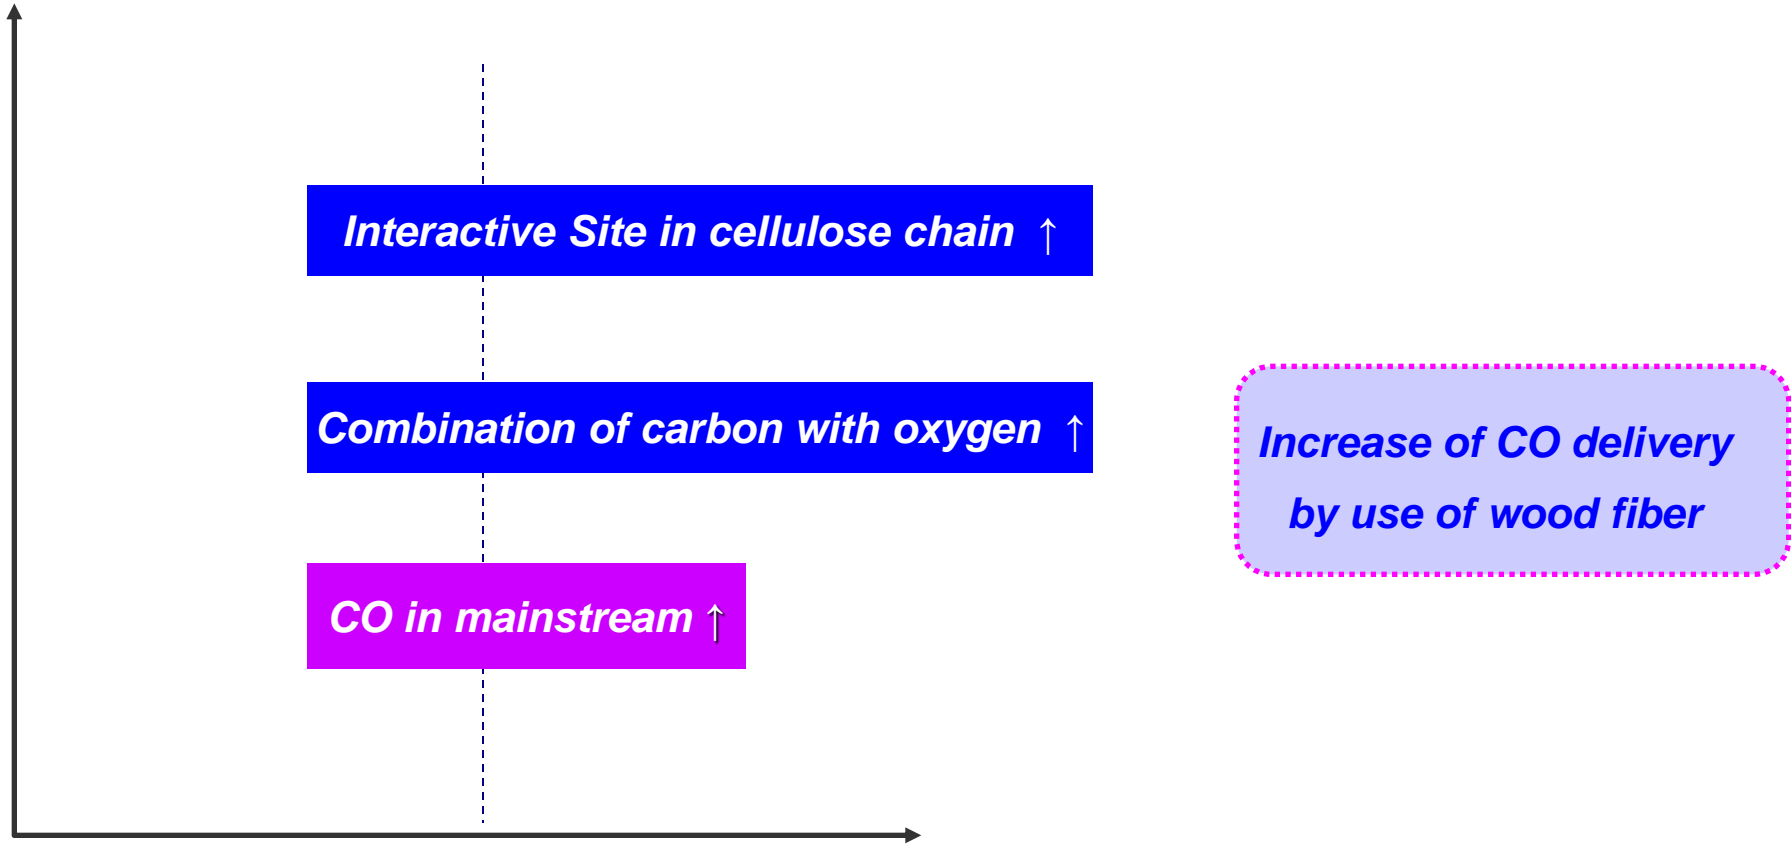 Interactive Site in cellulose chain ↑
Combination of carbon with oxygen ↑
Increase of CO delivery
by use of wood fiber
CO in mainstream ↑